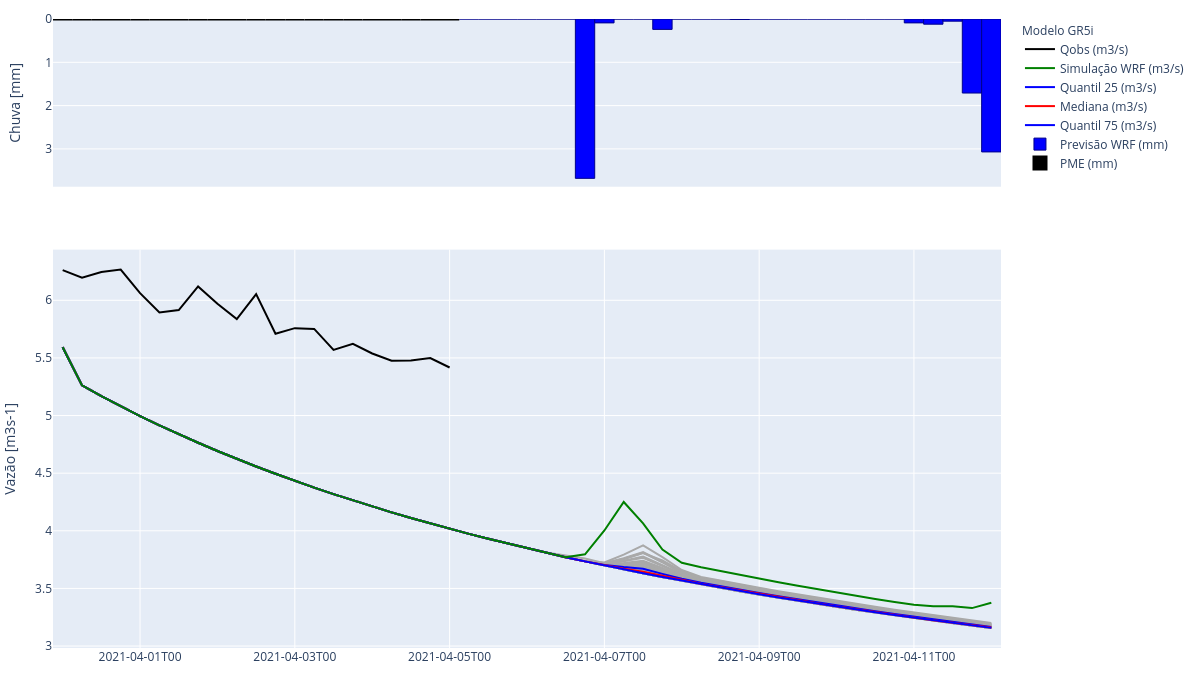 0
1
2
3
Chuva [mm]
Modelo GR5i
Qobs (m3/s)
Simulação WRF (m3/s)
Quantil 25 (m3/s)
Mediana (m3/s)
Quantil 75 (m3/s)
Previsão WRF (mm)
PME (mm)
6
5.5
5
4.5
4
3.5
3
Vazão [m3s-1]
2021-04-01T00
2021-04-03T00
2021-04-05T00
2021-04-07T00
2021-04-09T00
2021-04-11T00